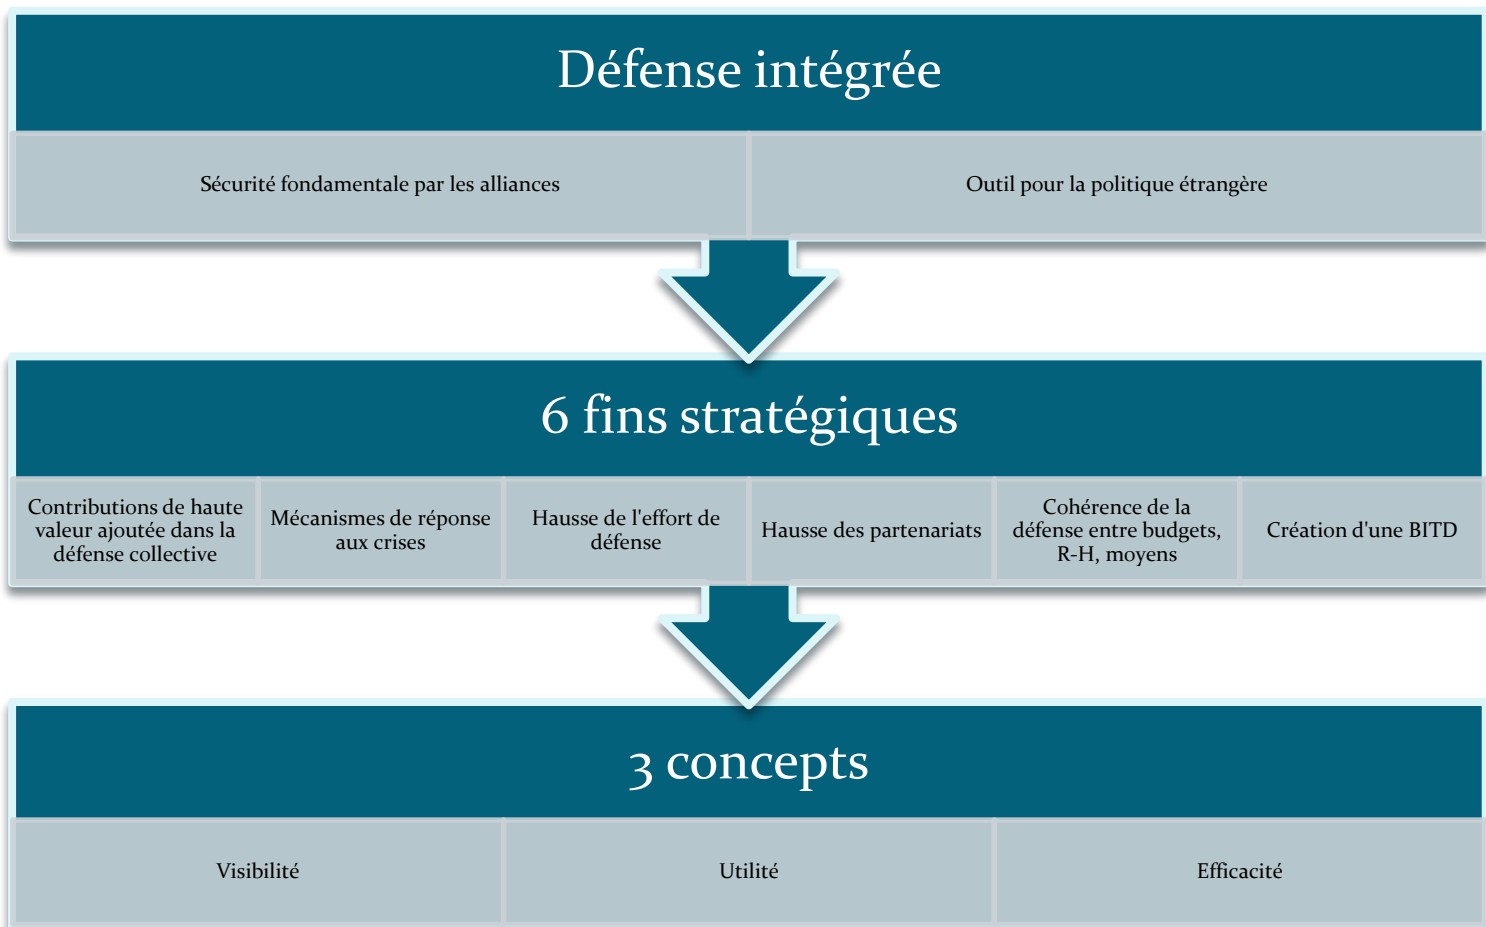 Défense intégrée
Sécurité fondamentale par les alliances
Outil pour la politique étrangère
6 fins stratégiques
Contributions de haute
valeur ajoutée dans la
défense collective
Mécanismes de réponse
aux crises
Hausse de l'effort de
défense
Hausse des partenariats
Cohérence de la
défense entre budgets,
R-H, moyens
Création d'une BITD
3 concepts
Visibilité
Utilité
Efficacité